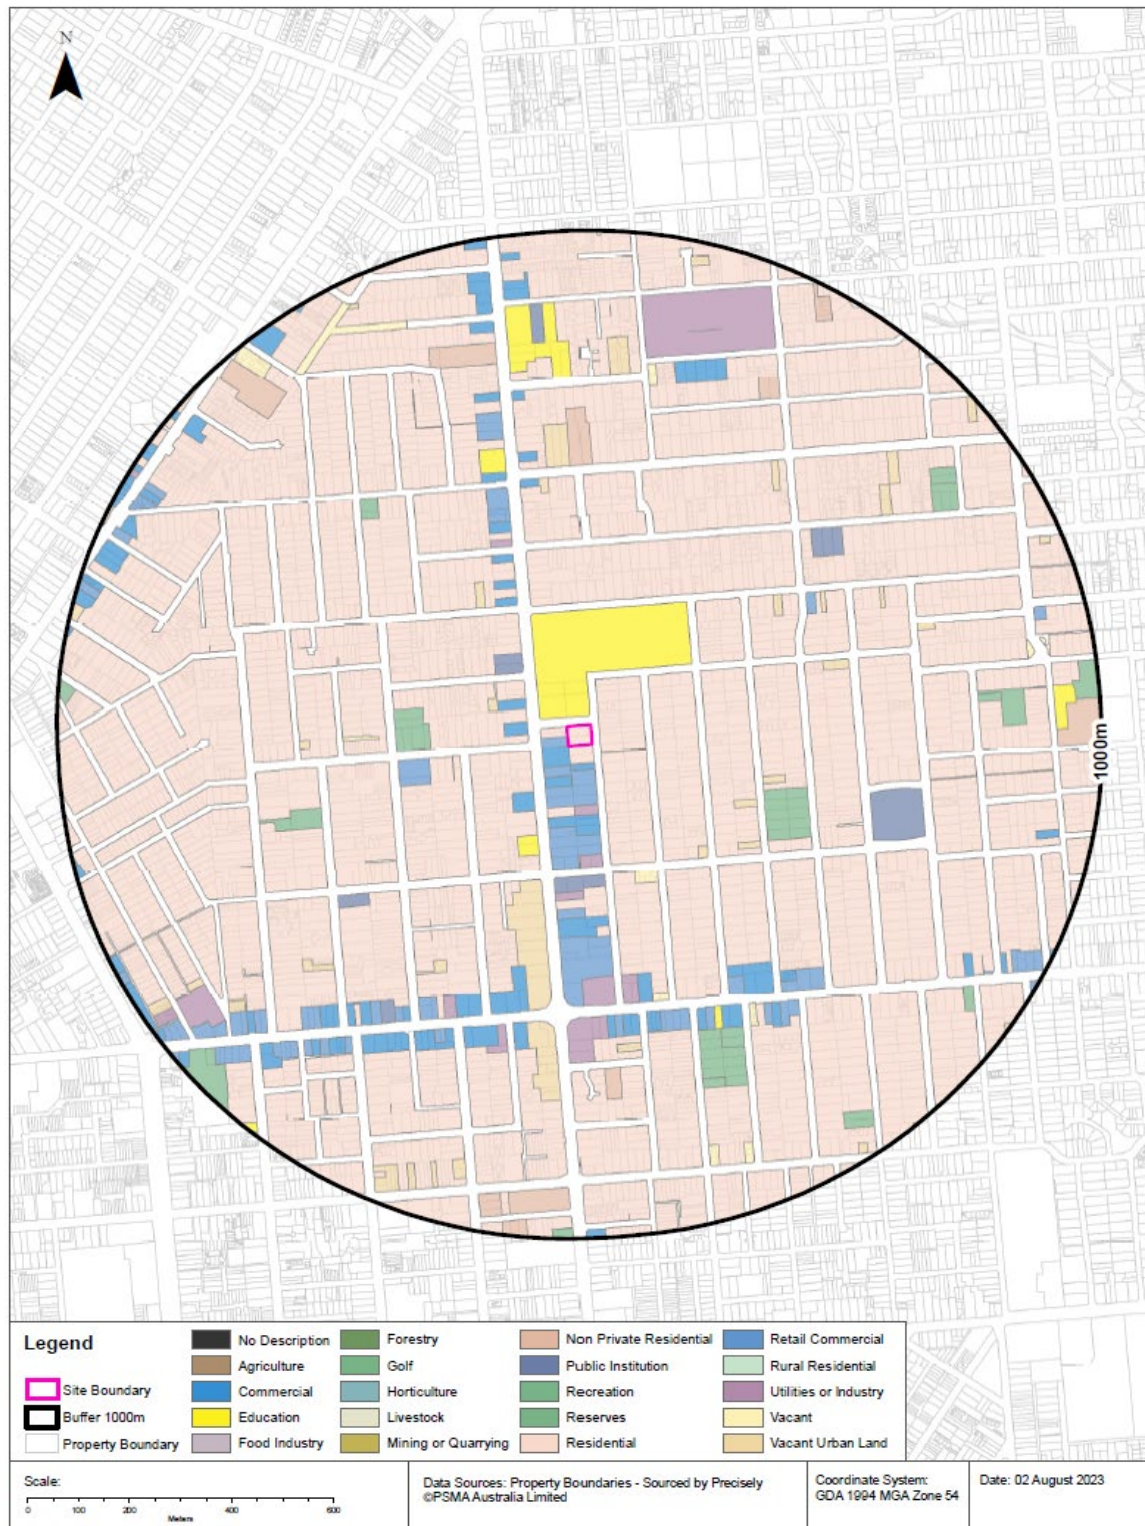 N
1000m
Legend
Site Boundary
Buffer 1000m
Property Boundary
No Description
Agriculture
Commercial
Education
Food Industry
Forestry
Golf
Horticulture
Livestock
Mining or Quarrying
Non Private Residential
Public Institution
Recreation
Reserves
Residential
Retail Commercial
Rural Residential
Utilities or Industry
Vacant
Vacant Urban Land
Scale:
0 100 200 400 600
Meters
Data Sources: Property Boundaries - Sourced by Precisely
©PSMA Australia Limited
Coordinate System:
GDA 1994 MGA Zone 54
Date: 02 August 2023